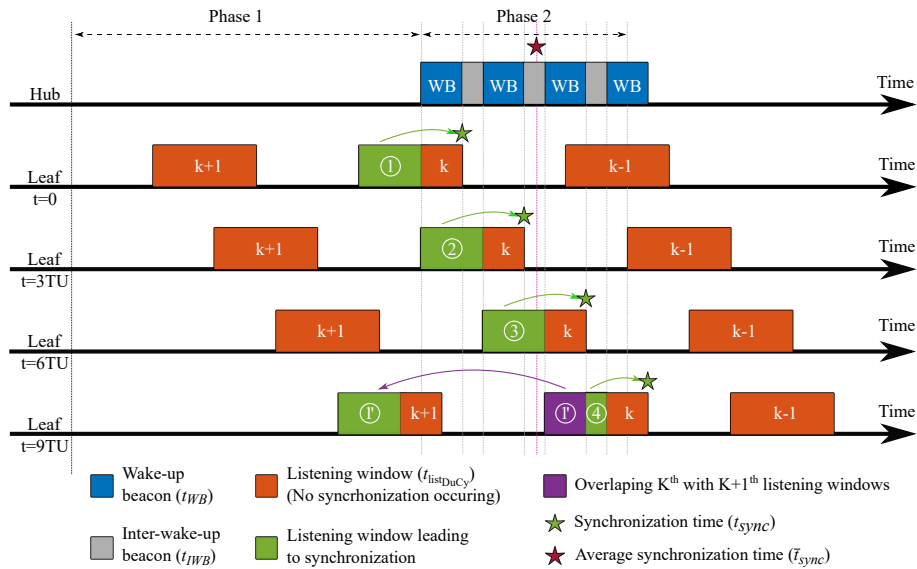 Phase 1
Phase 2
WB
WB
WB
WB
Hub
Time
k+1
①
k
k-1
Leaf
t=0
Time
k+1
②
k
k-1
Leaf
t=3TU
Time
k+1
③
k
k-1
Leaf
t=6TU
Time
①'
k+1
①'
④
k
k-1
Leaf
t=9TU
Time
Wake-up
beacon (tWB)
Listening window (tlistDuCy)
(No syncrhonization occuring)
Overlaping Kth with K+1th listening windows
Inter-wake-up
beacon (tIWB)
Listening window leading
to synchronization
Synchronization time (tsync)
Average synchronization time (t̄sync)